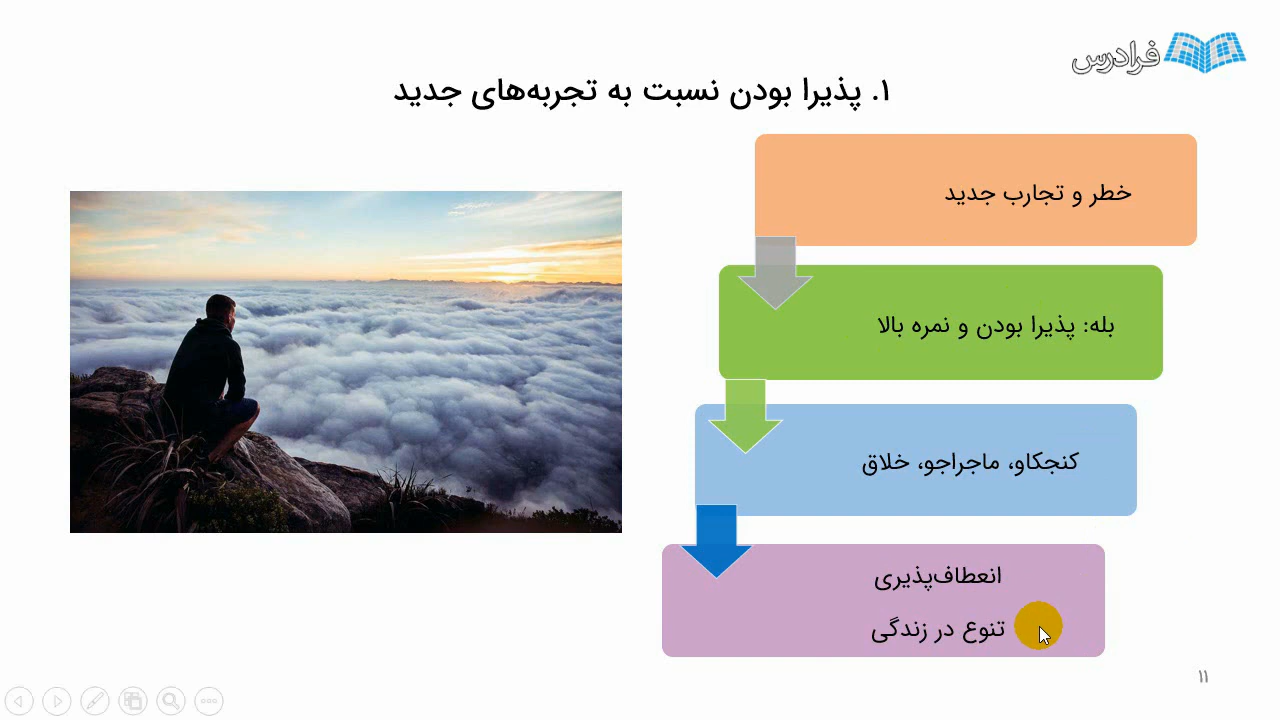 فرادرس
۱. پذیرا بودن نسبت به تجربه‌های جدید
خطر و تجارب جدید
بله: پذیرا بودن و نمره بالا
کنجکاو، ماجراجو، خلاق
انعطاف‌پذیری
تنوع در زندگی
۱۱